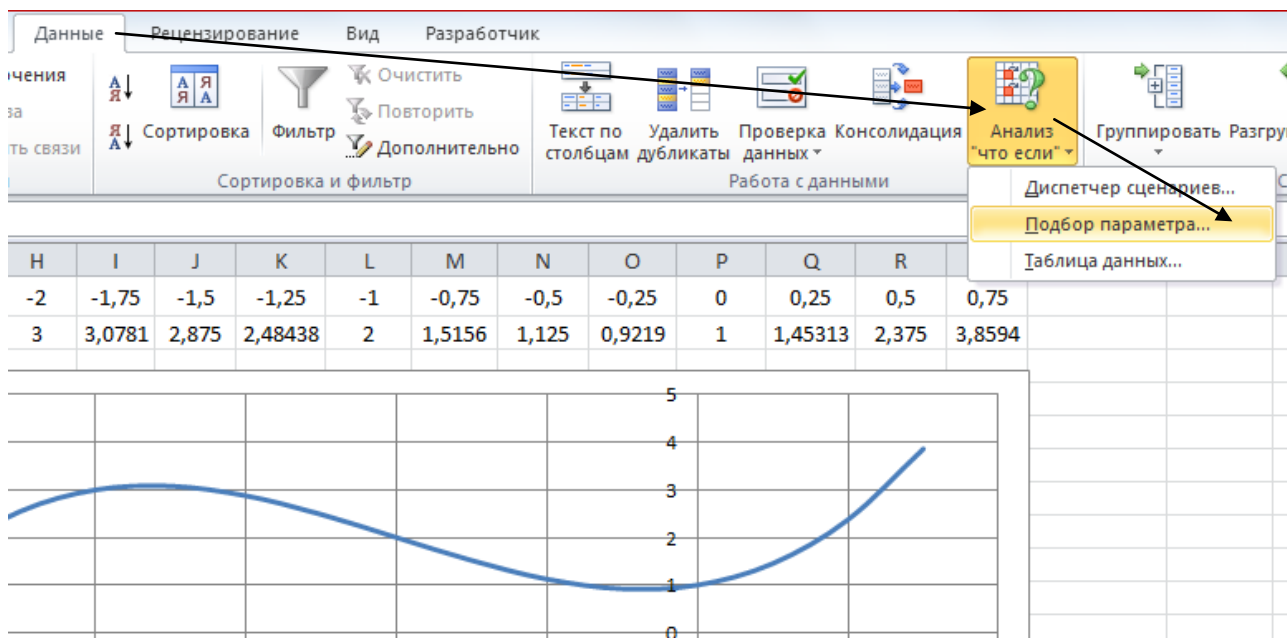 Данные Рецензирование Вид Разработчик
Очистить
Повторить
Дополнительно
Сортировка
Фильтр
Сортировка и фильтр
Текст по столбцам
Удалить дубликаты
Проверка данных
Консолидация
Анализ "что если"
Группировать
Работа с данными
Диспетчер сценариев...
Подбор параметра...
Таблица данных...
H I J K L M N O P Q R
-2 -1,75 -1,5 -1,25 -1 -0,75 -0,5 -0,25 0 0,25 0,5 0,75
3 3,0781 2,875 2,48438 2 1,5156 1,125 0,9219 1 1,45313 2,375 3,8594
5
4
3
2
1
0